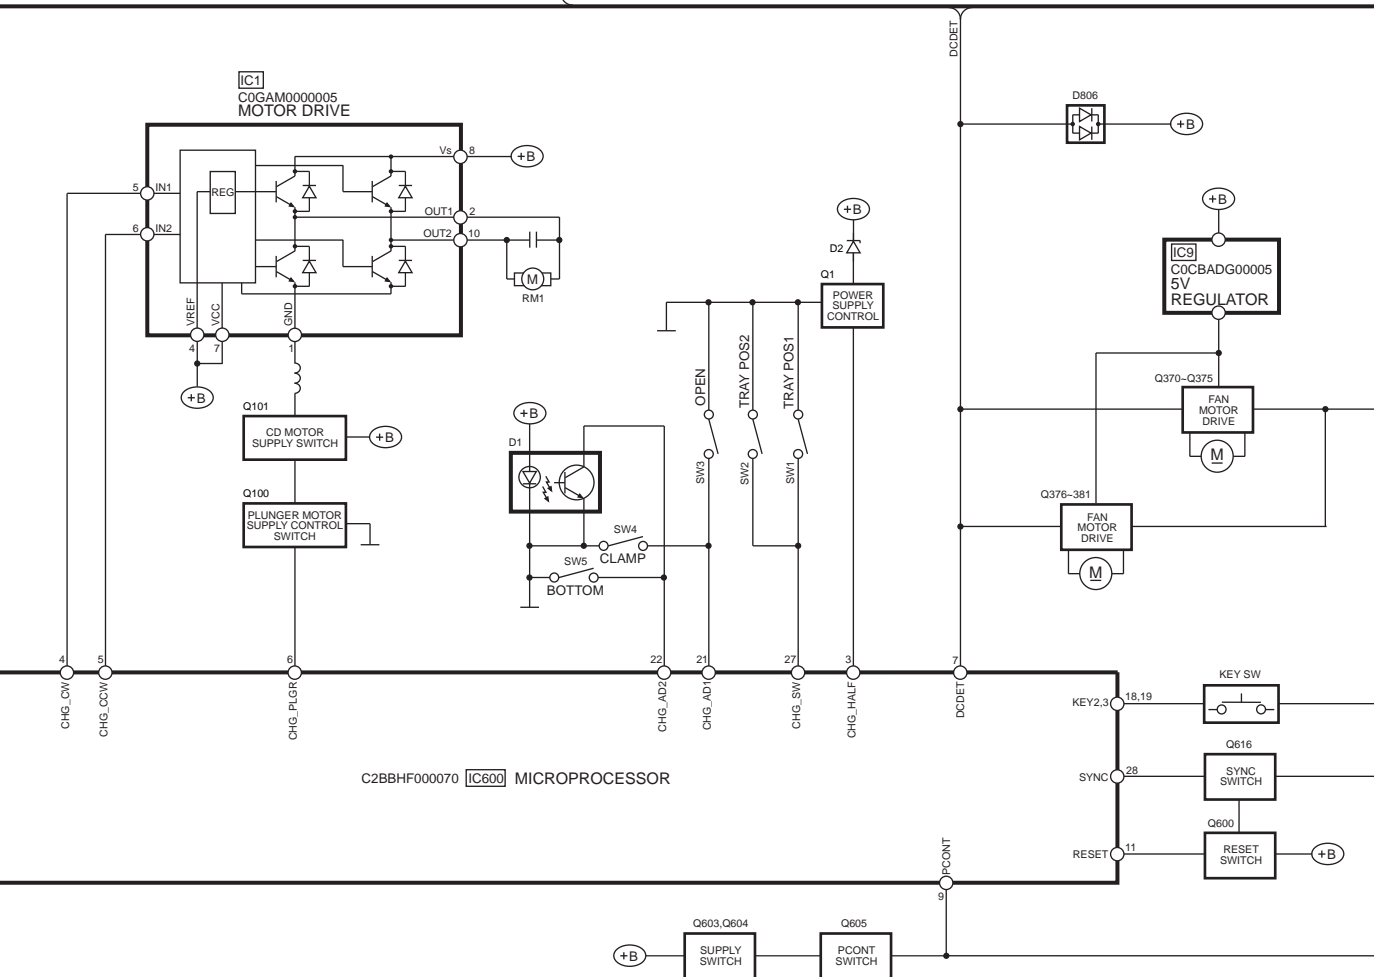 DCDET
IC1
C0GAM0000005
MOTOR DRIVE
D806
+B
Vs 8
+B
5 IN1
REG
OUT1 2
6 IN2
OUT2 10
M
RM1
VREF
VCC
GND
4 7 1
+B
+B
D2
Q1
POWER
SUPPLY
CONTROL
+B
IC9
C0CBADG00005
5V
REGULATOR
OPEN
TRAY POS2
TRAY POS1
SW3
SW2
SW1
Q370~Q375
FAN
MOTOR
DRIVE
M
Q376~381
FAN
MOTOR
DRIVE
M
Q101
CD MOTOR
SUPPLY SWITCH
+B
Q100
PLUNGER MOTOR
SUPPLY CONTROL
SWITCH
+B
D1
SW4
CLAMP
SW5
BOTTOM
4 5 6 22 21 27 3 7
CHG_CW
CHG_CCW
CHG_PLGR
CHG_AD2
CHG_AD1
CHG_SW
CHG_HALF
DCDET
KEY2,3 18,19
KEY SW
C2BBHF000070 IC600 MICROPROCESSOR
SYNC 28
Q616
SYNC
SWITCH
RESET 11
Q600
RESET
SWITCH
+B
PCONT
9
+B
Q603,Q604
SUPPLY
SWITCH
Q605
PCONT
SWITCH